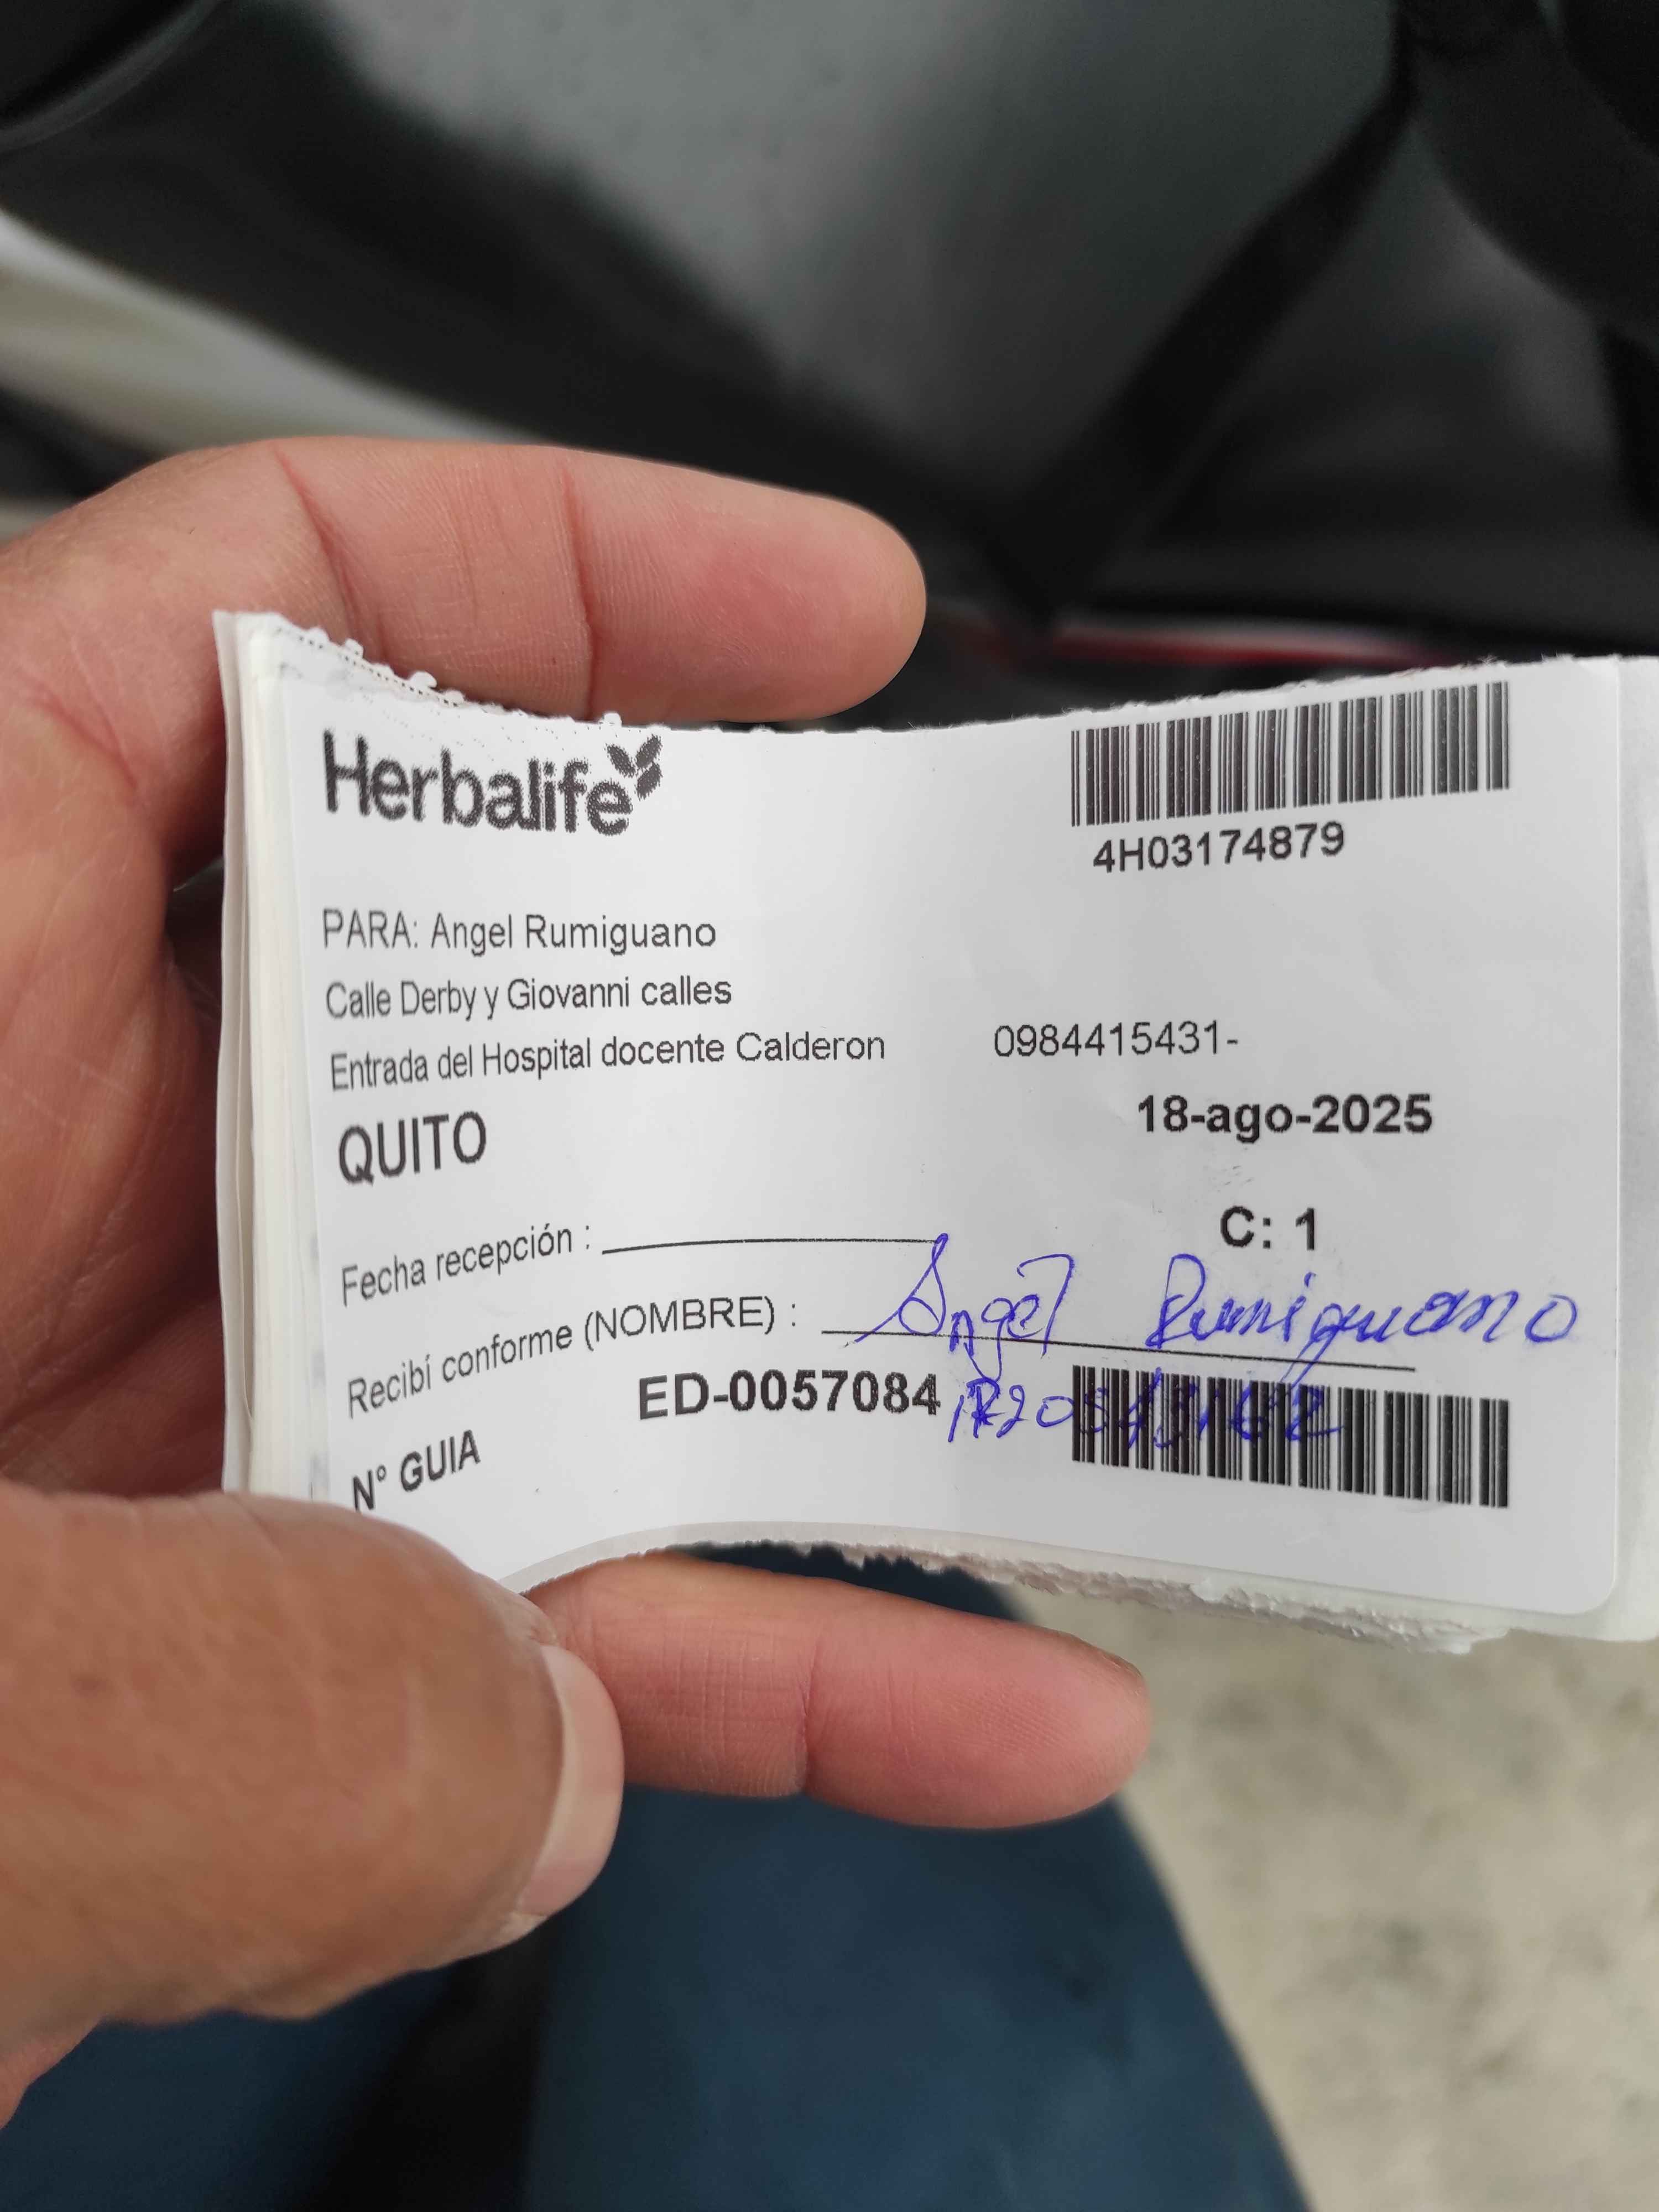 Herbalife
4H03174879
PARA: Angel Rumiguano
Calle Derby y Giovanni calles
Entrada del Hospital docente Calderon 0984415431-
QUITO
18-ago-2025
C: 1
Fecha recepción :
Recibí conforme (NOMBRE) : Angel Rumiguano
N° GUIA ED-0057084